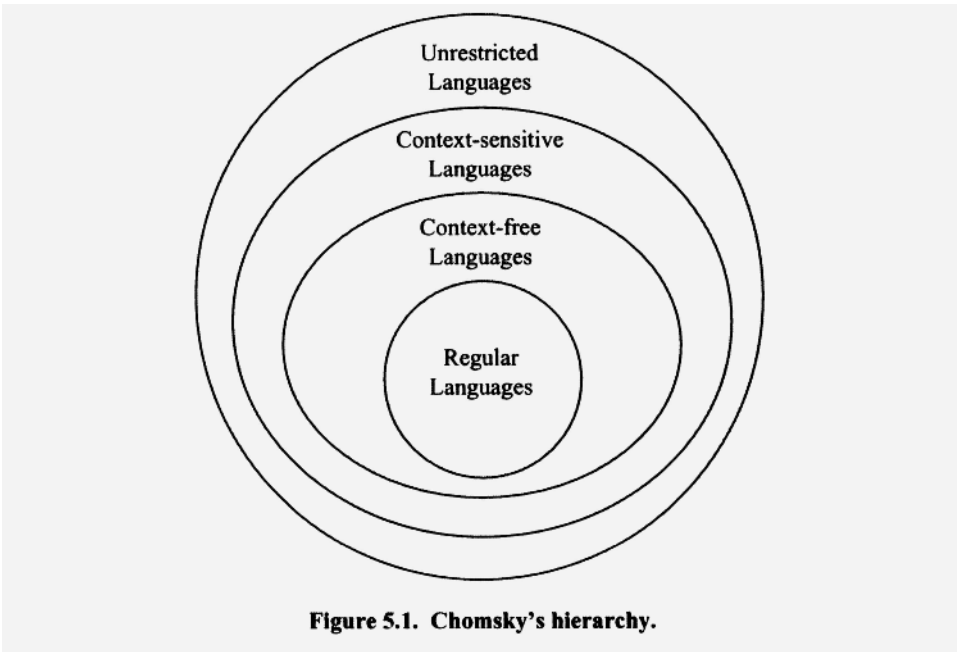 Unrestricted
Languages
Context-sensitive
Languages
Context-free
Languages
Regular
Languages
Figure 5.1. Chomsky's hierarchy.